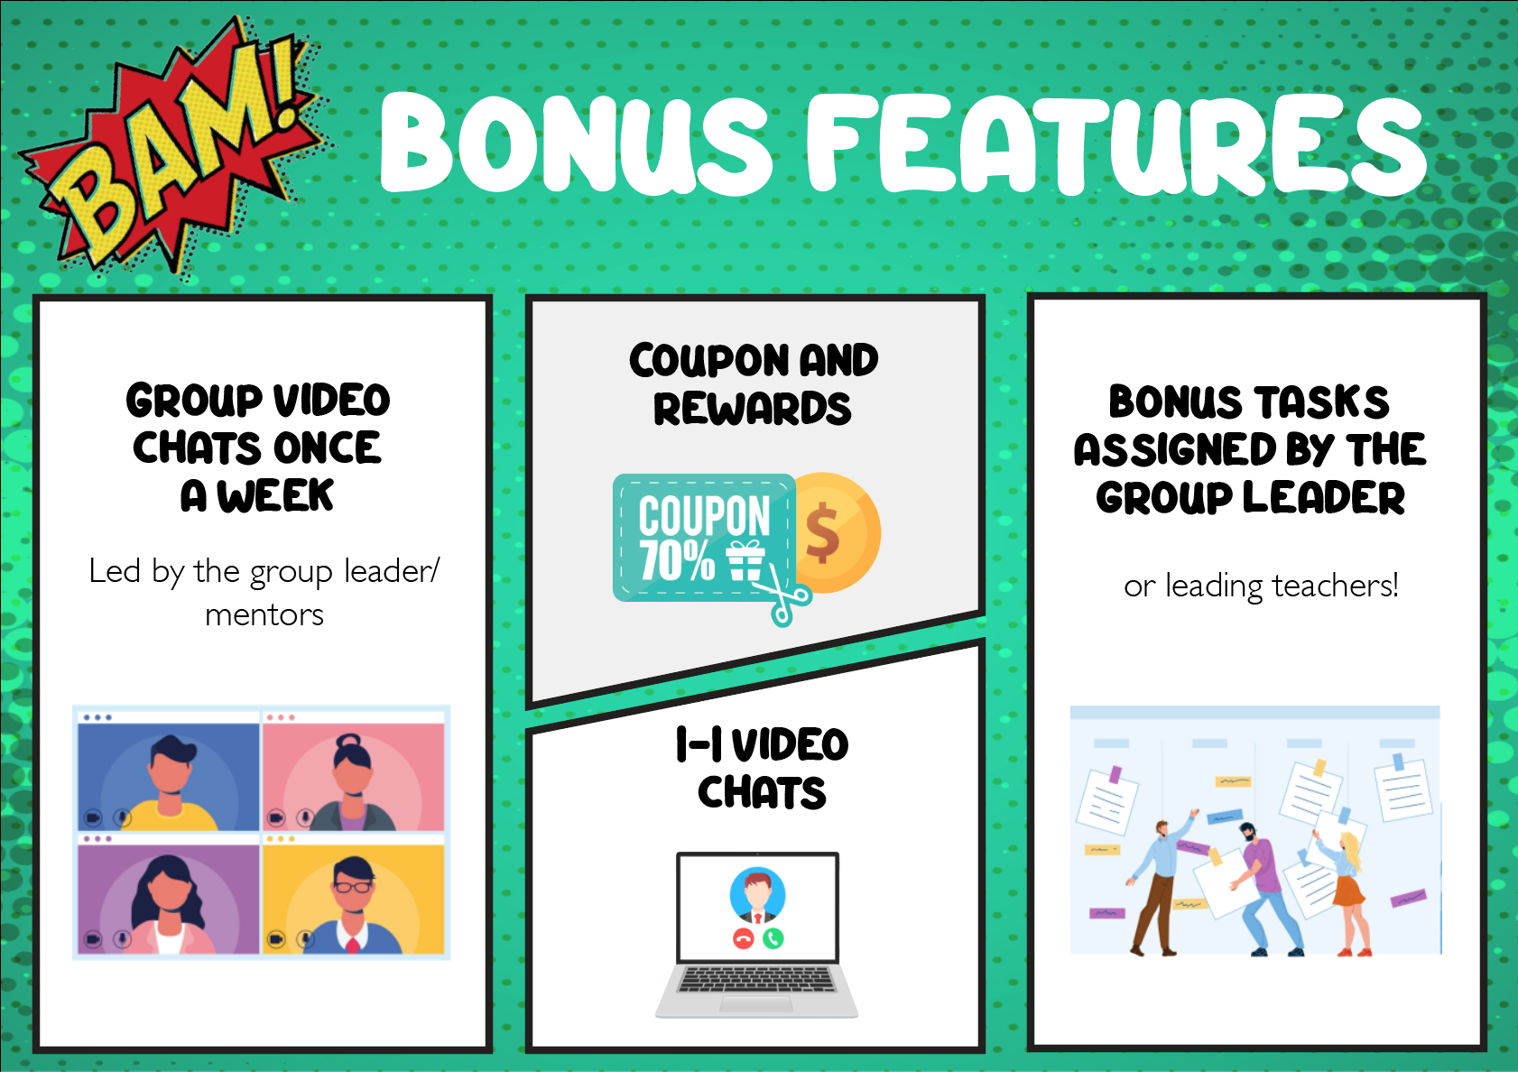 BAM!
BONUS FEATURES
GROUP VIDEO
CHATS ONCE
A WEEK
Led by the group leader/
mentors
COUPON AND
REWARDS
COUPON
70%
$
1-1 VIDEO
CHATS
BONUS TASKS
ASSIGNED BY THE
GROUP LEADER
or leading teachers!